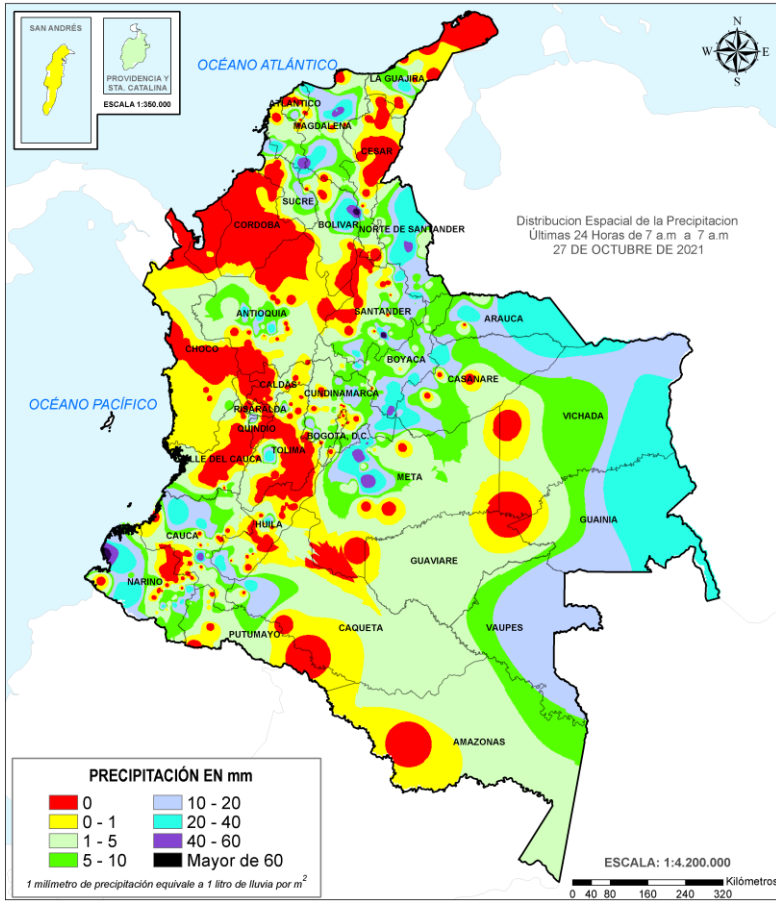 SAN ANDRÉS
PROVIDENCIA Y
STA. CATALINA
ESCALA 1:350.000
OCÉANO ATLÁNTICO
N
W
E
S
LA GUAJIRA
ATLANTICO
MAGDALENA
CESAR
SUCRE
CORDOBA
BOLIVAR
NORTE DE SANTANDER
Distribucion Espacial de la Precipitacion
Últimas 24 Horas de 7 a.m a 7 a.m
27 DE OCTUBRE DE 2021
ANTIOQUIA
SANTANDER
ARAUCA
CHOCO
BOYACA
CALDAS
CUNDINAMARCA
CASANARE
OCÉANO PACÍFICO
RISARALDA
VICHADA
QUINDIO
BOGOTA, D.C.
TOLIMA
LLE DEL CAUCA
META
GUAINIA
HUILA
CAUCA
GUAVIARE
NARINO
VAUPES
CAQUETA
PUTUMAYO
AMAZONAS
PRECIPITACIÓN EN mm
0
10 - 20
0 - 1
20 - 40
1 - 5
40 - 60
5 - 10
Mayor de 60
1 milímetro de precipitación equivale a 1 litro de lluvia por m²
ESCALA: 1:4.200.000
Kilómetros
0 40 80 160 240 320